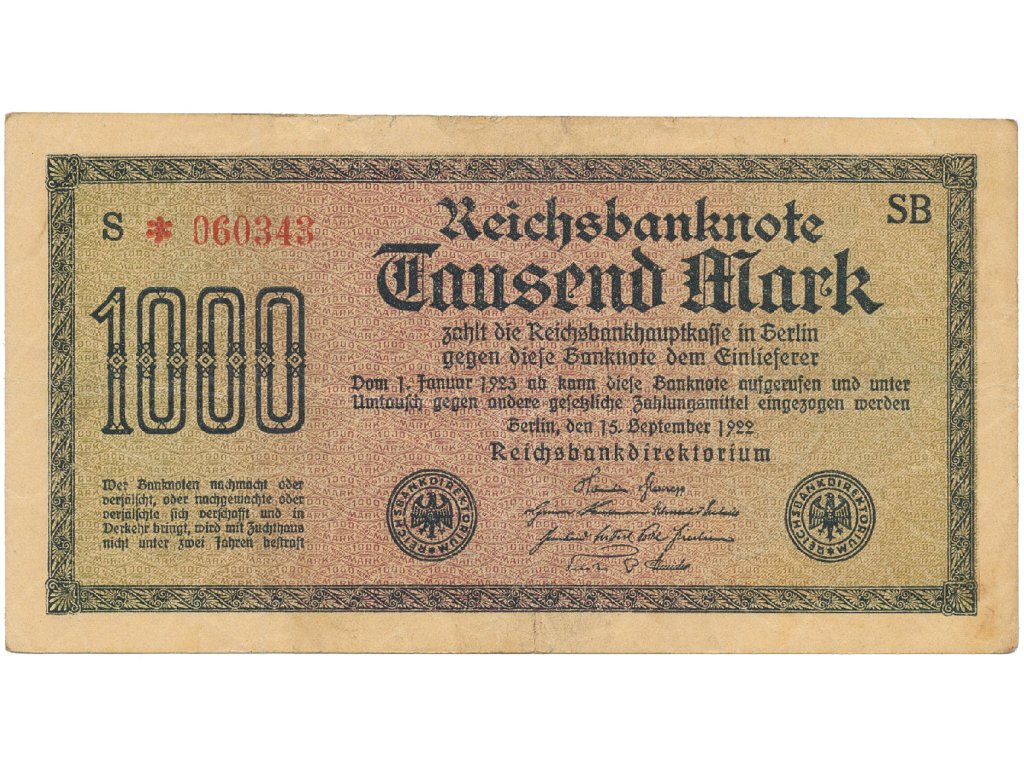 S * 060343
SB
Reichsbanknote
Tausend Mark
1000
zahlt die Reichsbankhauptkasse in Berlin
gegen diese Banknote dem Einlieferer
Vom 1. Januar 1923 ab kann diese Banknote aufgerufen und unter
Umtausch gegen andere gesetzliche Zahlungsmittel eingezogen werden
Berlin, den 15. September 1922
Reichsbankdirektorium
Wer Banknoten nachmacht oder
verfälscht, oder nachgemachte oder
verfälschte sich verschafft und in
Verkehr bringt, wird mit Zuchthaus
nicht unter zwei Jahren bestraft
REICHSBANKDIREKTORIUM
REICHSBANKDIREKTORIUM